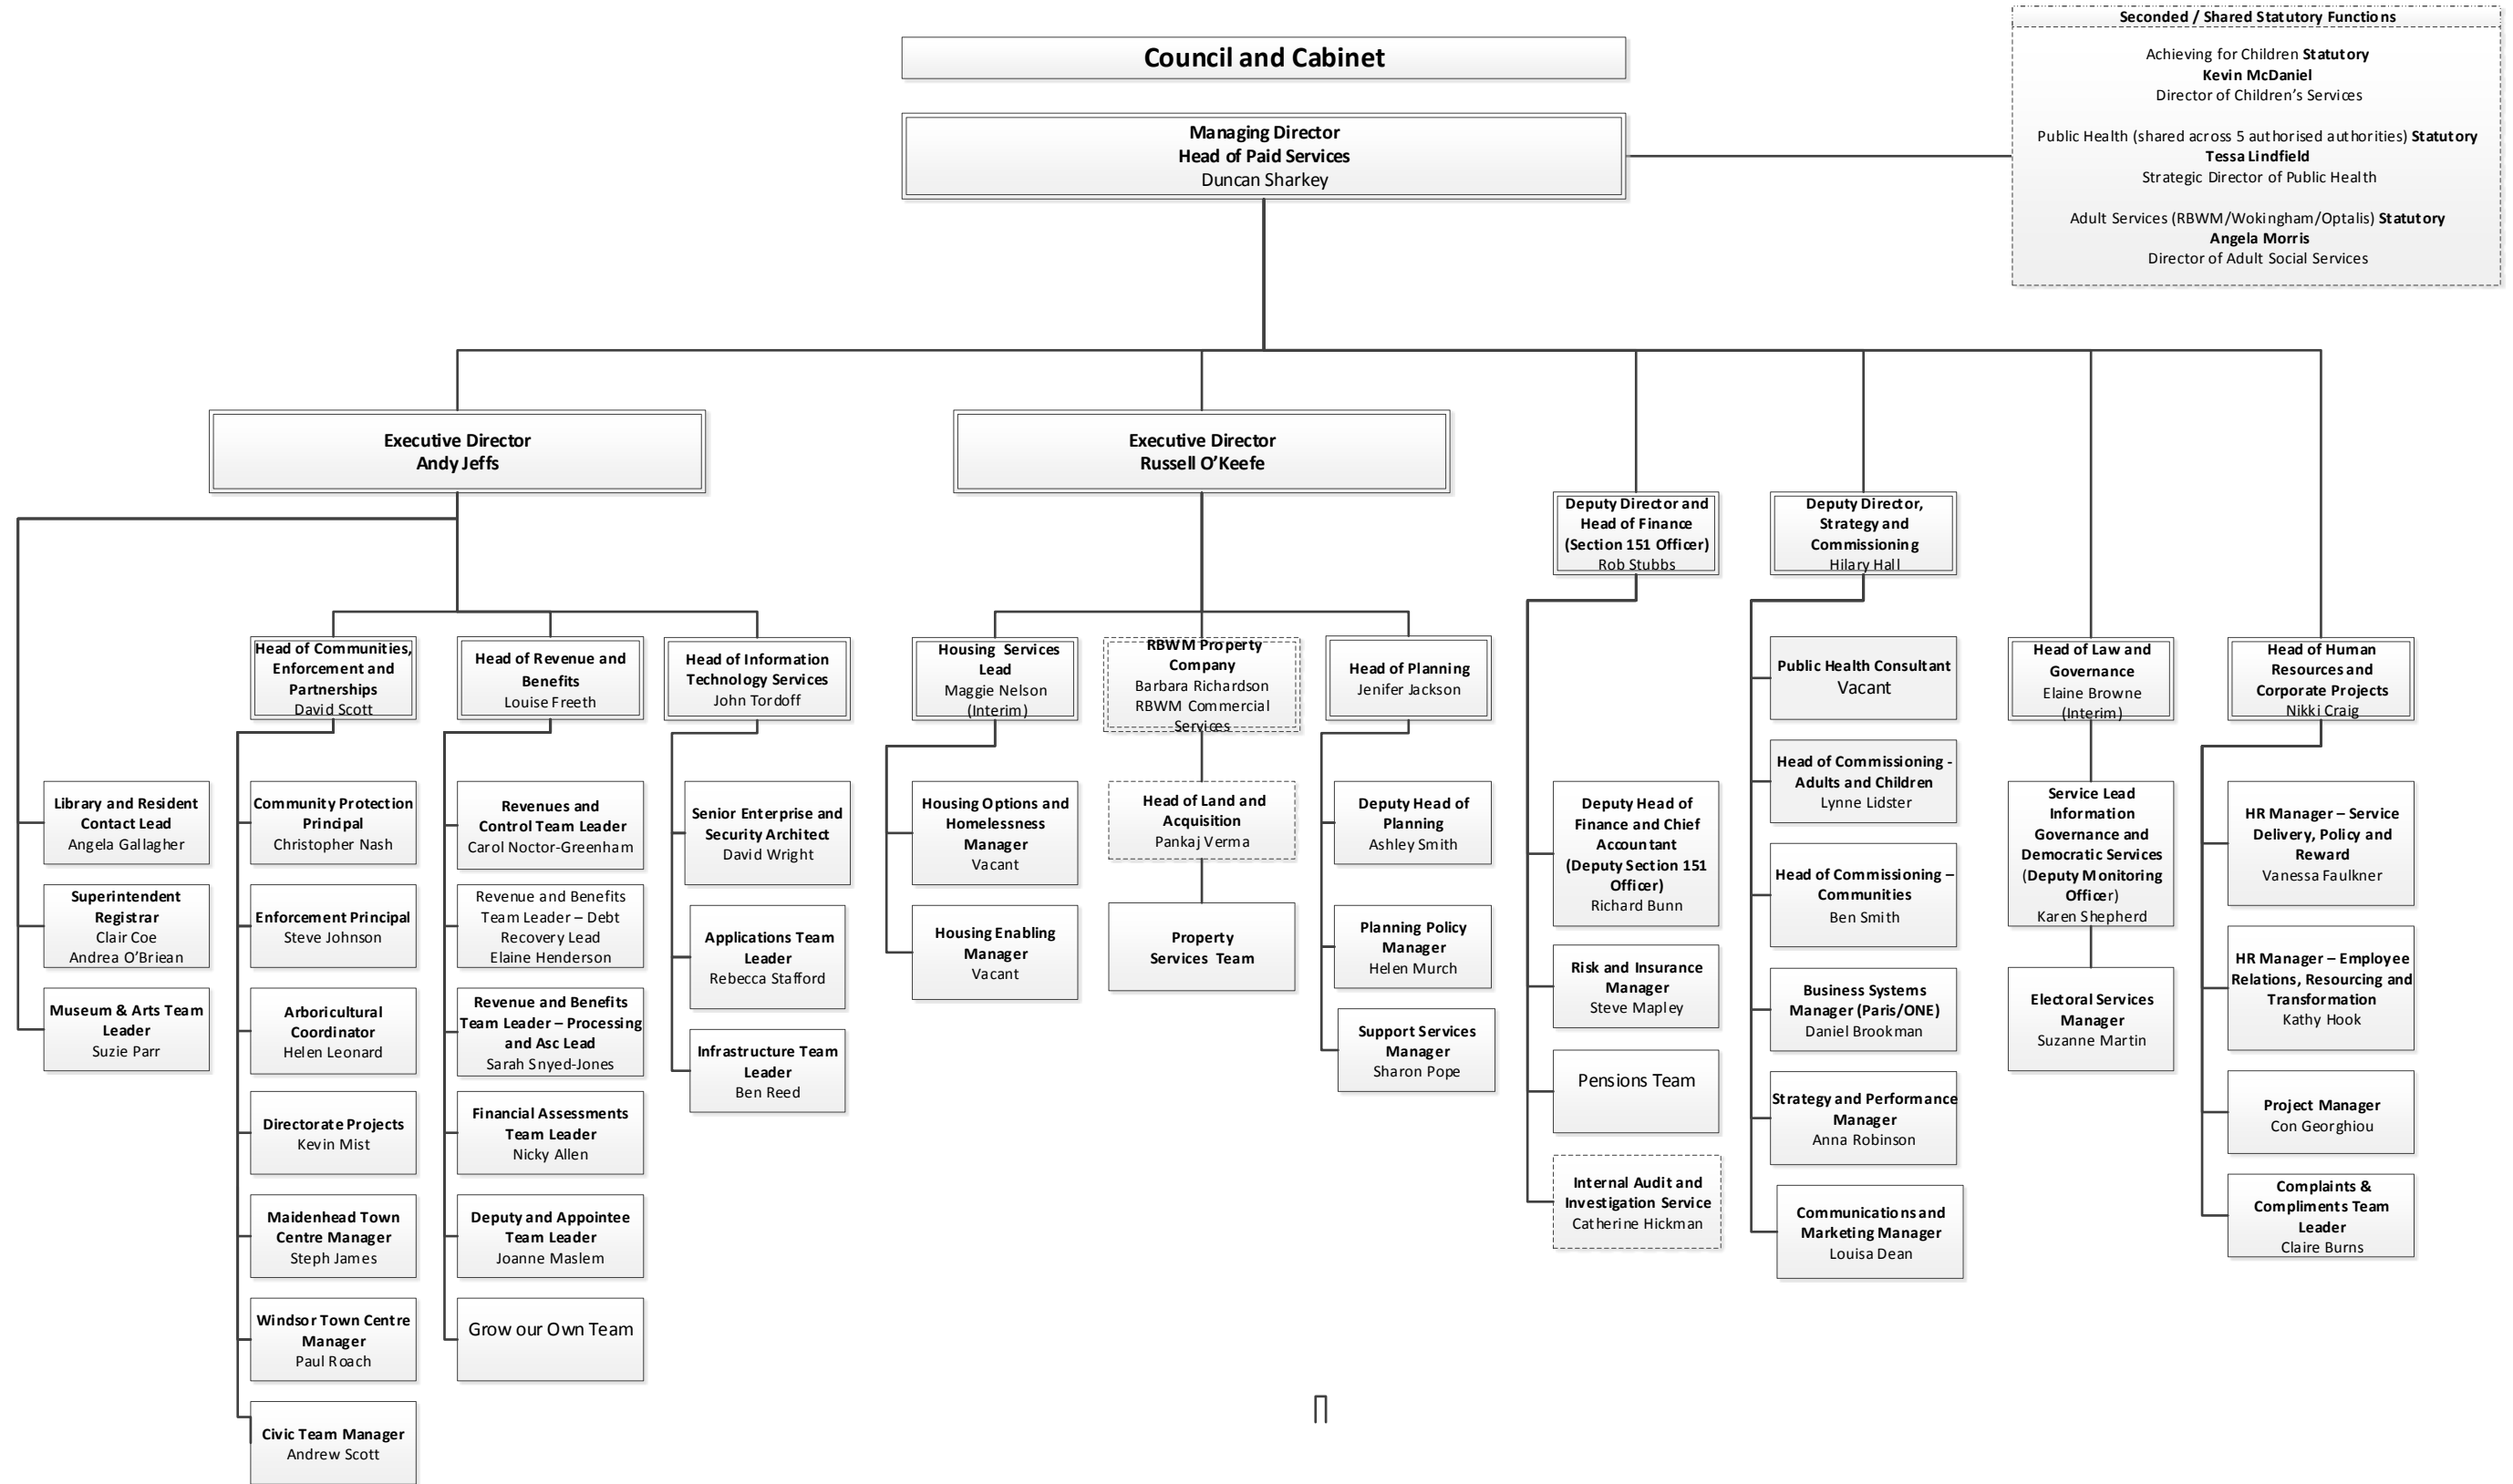 Seconded / Shared Statutory Functions
Achieving for Children Statutory
Kevin McDaniel
Director of Children's Services
Public Health (shared across 5 authorised authorities) Statutory
Tessa Lindfield
Strategic Director of Public Health
Adult Services (RBWM/Wokingham/Optalis) Statutory
Angela Morris
Director of Adult Social Services
Council and Cabinet
Managing Director
Head of Paid Services
Duncan Sharkey
Executive Director
Andy Jeffs
Executive Director
Russell O'Keefe
Deputy Director and
Head of Finance
(Section 151 Officer)
Rob Stubbs
Deputy Director,
Strategy and
Commissioning
Hilary Hall
Head of Communities,
Enforcement and
Partnerships
David Scott
Head of Revenue and
Benefits
Louise Freeth
Head of Information
Technology Services
John Tordoff
Housing Services
Lead
Maggie Nelson
(Interim)
RBWM Property
Company
Barbara Richardson
RBWM Commercial
Services
Head of Planning
Jenifer Jackson
Head of Law and
Governance
Elaine Browne
(Interim)
Head of Human
Resources and
Corporate Projects
Nikki Craig
Library and Resident
Contact Lead
Angela Gallagher
Superintendent
Registrar
Clair Coe
Andrea O'Briean
Museum & Arts Team
Leader
Suzie Parr
Community Protection
Principal
Christopher Nash
Enforcement Principal
Steve Johnson
Arboricultural
Coordinator
Helen Leonard
Directorate Projects
Kevin Mist
Maidenhead Town
Centre Manager
Steph James
Windsor Town Centre
Manager
Paul Roach
Civic Team Manager
Andrew Scott
Revenues and
Control Team Leader
Carol Noctor-Greenham
Revenue and Benefits
Team Leader – Debt
Recovery Lead
Elaine Henderson
Revenue and Benefits
Team Leader – Processing
and Asc Lead
Sarah Snyed-Jones
Financial Assessments
Team Leader
Nicky Allen
Deputy and Appointee
Team Leader
Joanne Maslem
Grow our Own Team
Senior Enterprise and
Security Architect
David Wright
Applications Team
Leader
Rebecca Stafford
Infrastructure Team
Leader
Ben Reed
Housing Options and
Homelessness
Manager
Vacant
Housing Enabling
Manager
Vacant
Head of Land and
Acquisition
Pankaj Verma
Property
Services Team
Deputy Head of
Planning
Ashley Smith
Planning Policy
Manager
Helen Murch
Support Services
Manager
Sharon Pope
Deputy Head of
Finance and Chief
Accountant
(Deputy Section 151
Officer)
Richard Bunn
Risk and Insurance
Manager
Steve Mapley
Pensions Team
Internal Audit and
Investigation Service
Catherine Hickman
Public Health Consultant
Vacant
Head of Commissioning -
Adults and Children
Lynne Lidster
Head of Commissioning –
Communities
Ben Smith
Business Systems
Manager (Paris/ONE)
Daniel Brookman
Strategy and Performance
Manager
Anna Robinson
Communications and
Marketing Manager
Louisa Dean
Service Lead
Information
Governance and
Democratic Services
(Deputy Monitoring
Officer)
Karen Shepherd
Electoral Services
Manager
Suzanne Martin
HR Manager – Service
Delivery, Policy and
Reward
Vanessa Faulkner
HR Manager – Employee
Relations, Resourcing and
Transformation
Kathy Hook
Project Manager
Con Georghiou
Complaints &
Compliments Team
Leader
Claire Burns